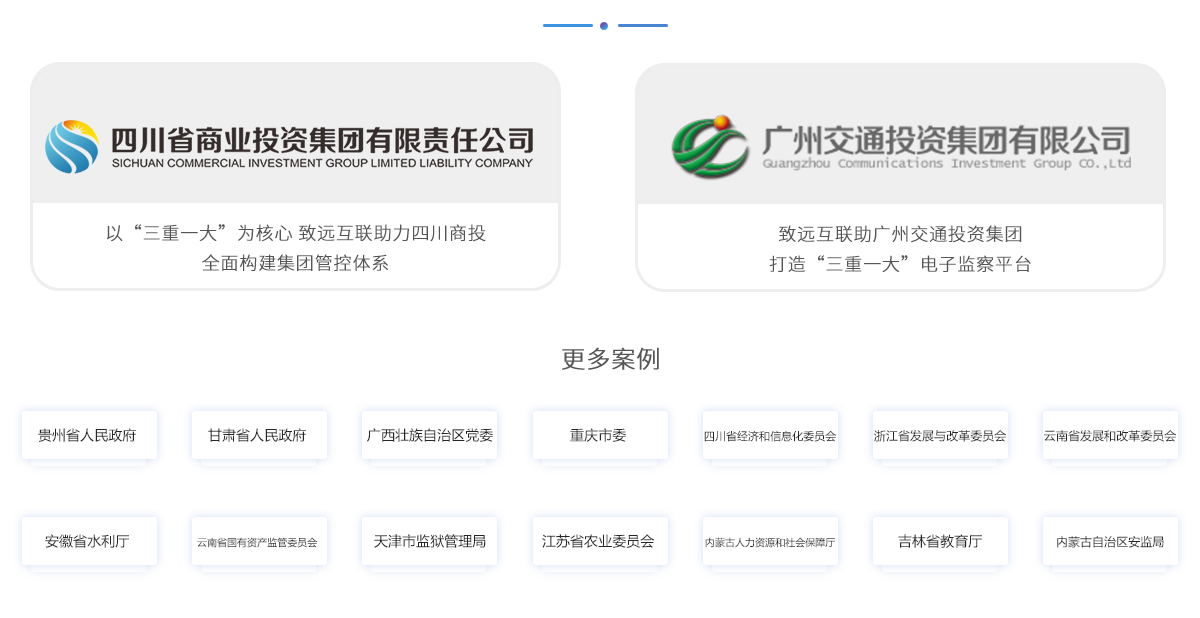 四川省商业投资集团有限责任公司
SICHUAN COMMERCIAL INVESTMENT GROUP LIMITED LIABILITY COMPANY
以“三重一大”为核心 致远互联助力四川商投
全面构建集团管控体系
广州交通投资集团有限公司
Guangzhou Communications Investment Group CO.,Ltd
致远互联助广州交通投资集团
打造“三重一大”电子监察平台
更多案例
贵州省人民政府
甘肃省人民政府
广西壮族自治区党委
重庆市委
四川省经济和信息化委员会
浙江省发展与改革委员会
云南省发展和改革委员会
安徽省水利厅
云南省国有资产监管委员会
天津市监狱管理局
江苏省农业委员会
内蒙古人力资源和社会保障厅
吉林省教育厅
内蒙古自治区安监局